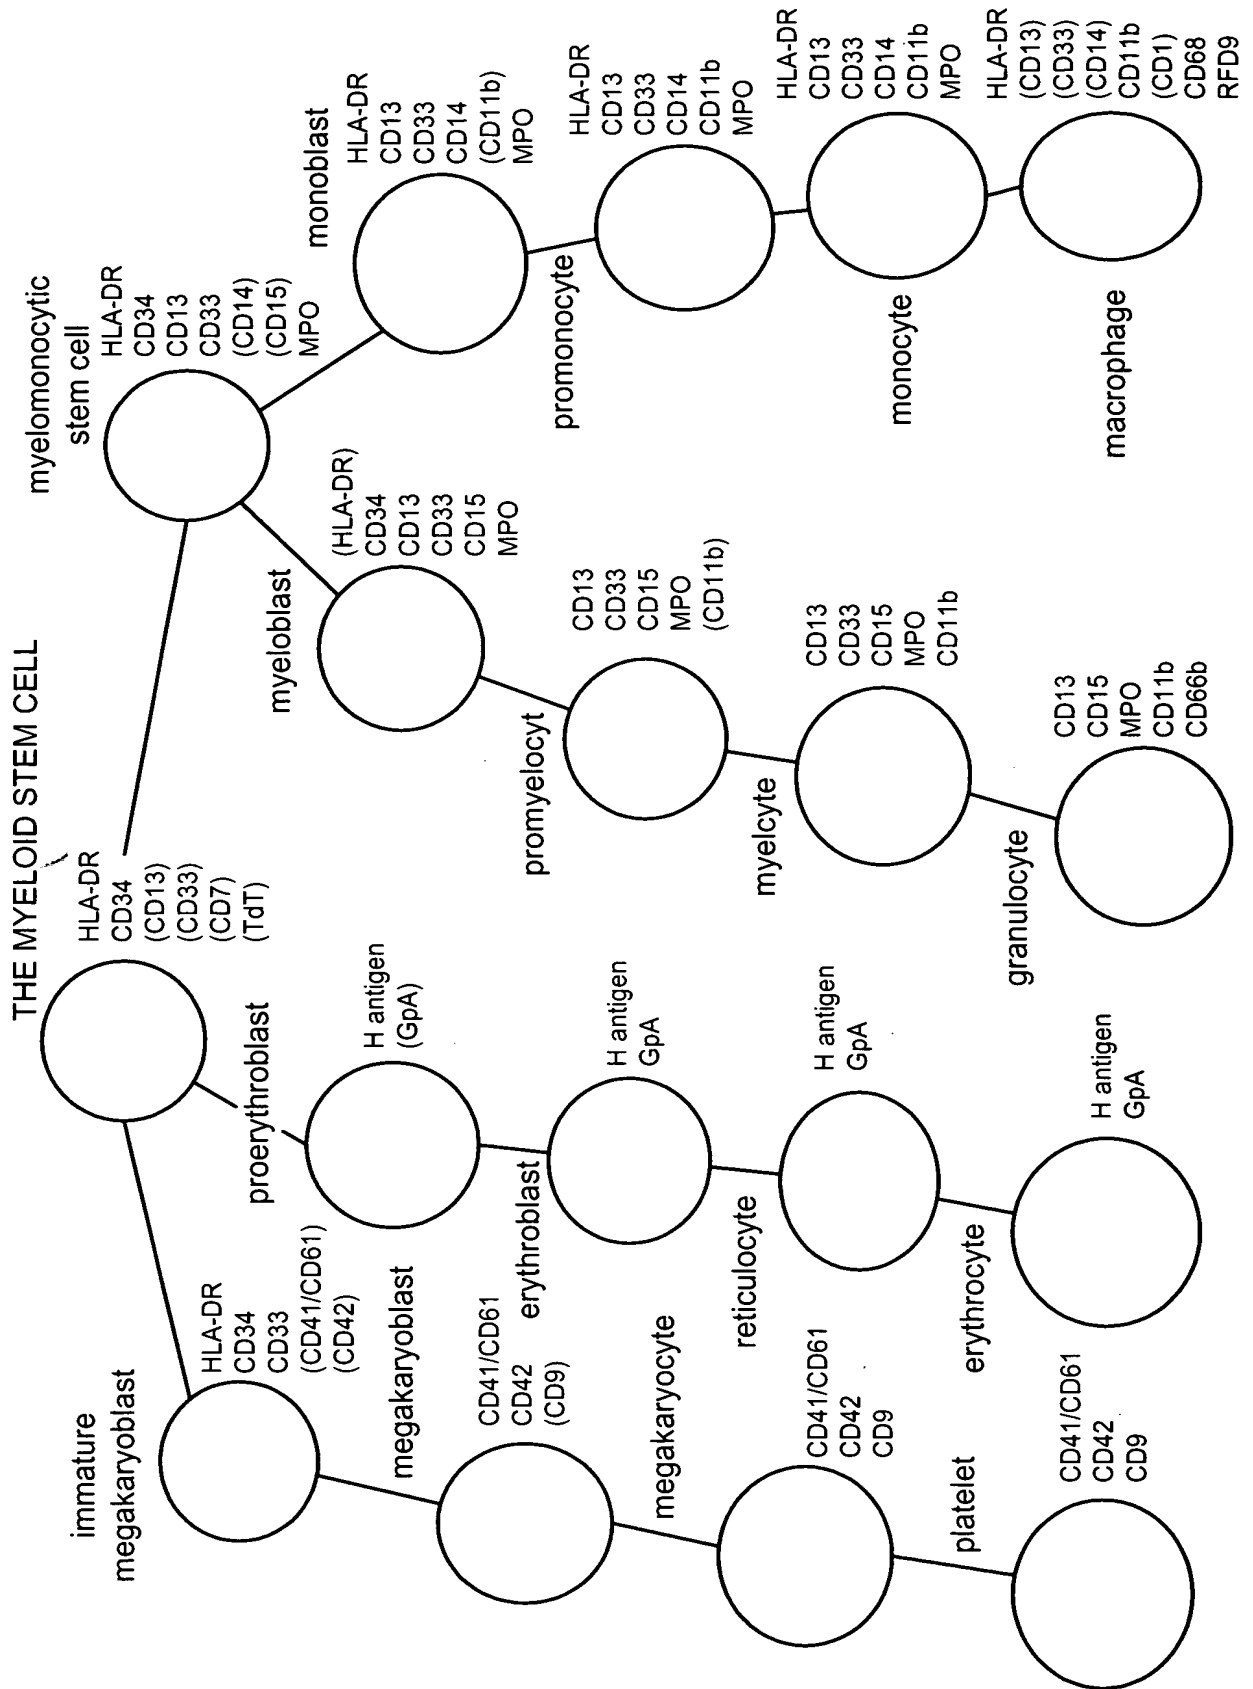 THE MYELOID STEM CELL
HLA-DR
CD34
(CD13)
(CD33)
(CD7)
(TdT)
immature
megakaryoblast
HLA-DR
CD34
CD33
(CD41/CD61)
(CD42)
megakaryoblast
CD41/CD61
CD42
(CD9)
megakaryocyte
CD41/CD61
CD42
CD9
platelet
CD41/CD61
CD42
CD9
proerythroblast
H antigen
(GpA)
erythroblast
H antigen
GpA
reticulocyte
H antigen
GpA
erythrocyte
H antigen
GpA
myelomonocytic
stem cell
HLA-DR
CD34
CD13
CD33
(CD14)
(CD15)
MPO
myeloblast
(HLA-DR)
CD34
CD13
CD33
CD15
MPO
promyelocyt
CD13
CD33
CD15
MPO
(CD11b)
myelcyte
CD13
CD33
CD15
MPO
CD11b
granulocyte
CD13
CD15
MPO
CD11b
CD66b
monoblast
HLA-DR
CD13
CD33
CD14
(CD11b)
MPO
promonocyte
HLA-DR
CD13
CD33
CD14
CD11b
MPO
monocyte
HLA-DR
CD13
CD33
CD14
CD11b
MPO
macrophage
HLA-DR
(CD13)
(CD33)
(CD14)
CD11b
(CD1)
CD68
RFD9